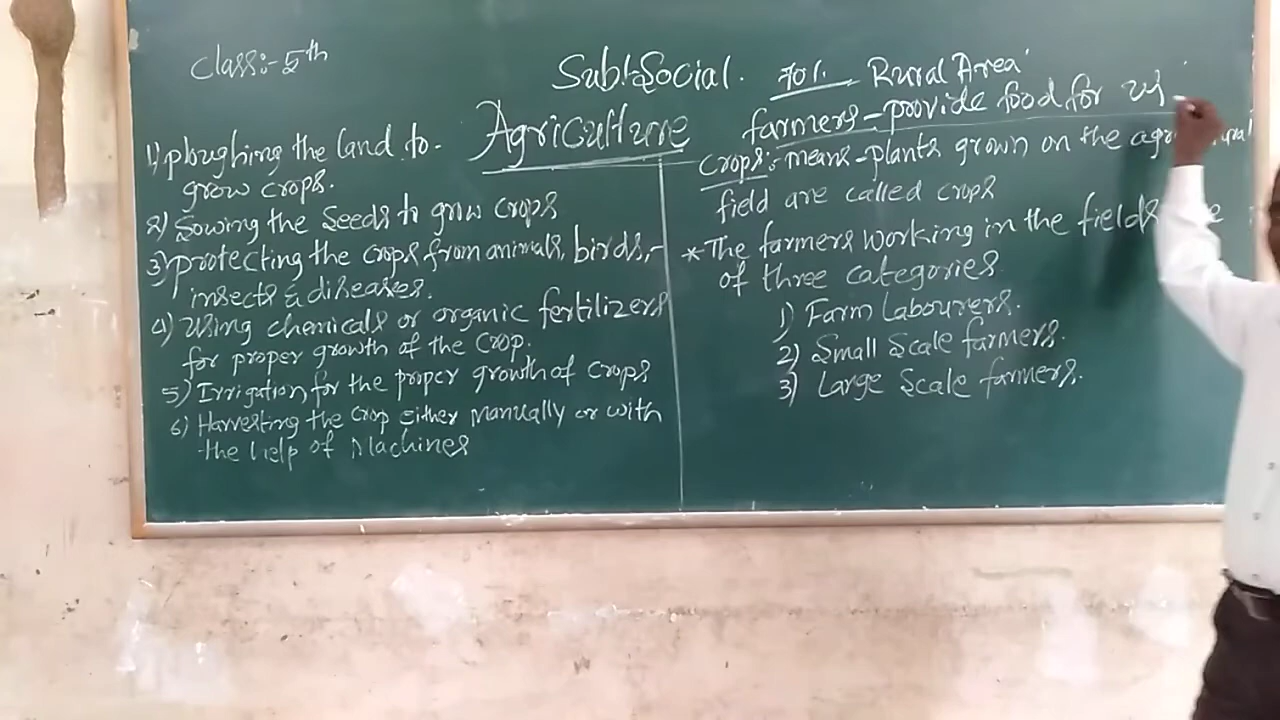 Class:- 5th
Sub:- Social. 70%. Rural Area
Agriculture
1) ploughing the land to
grow crops.
2) Sowing the Seeds to grow crops
3) protecting the crops from animals, birds,
insects & diseases.
4) Using chemicals or organic fertilizers
for proper growth of the crop.
5) Irrigation for the proper growth of crops
6) Harvesting the crop either manually or with
the help of Machines
farmers - provide food for us
Crops: means - plants grown on the
field are called crops
* The farmers working in the fields
of three categories
1) Farm Labourers.
2) Small Scale farmers.
3) Large Scale farmers.